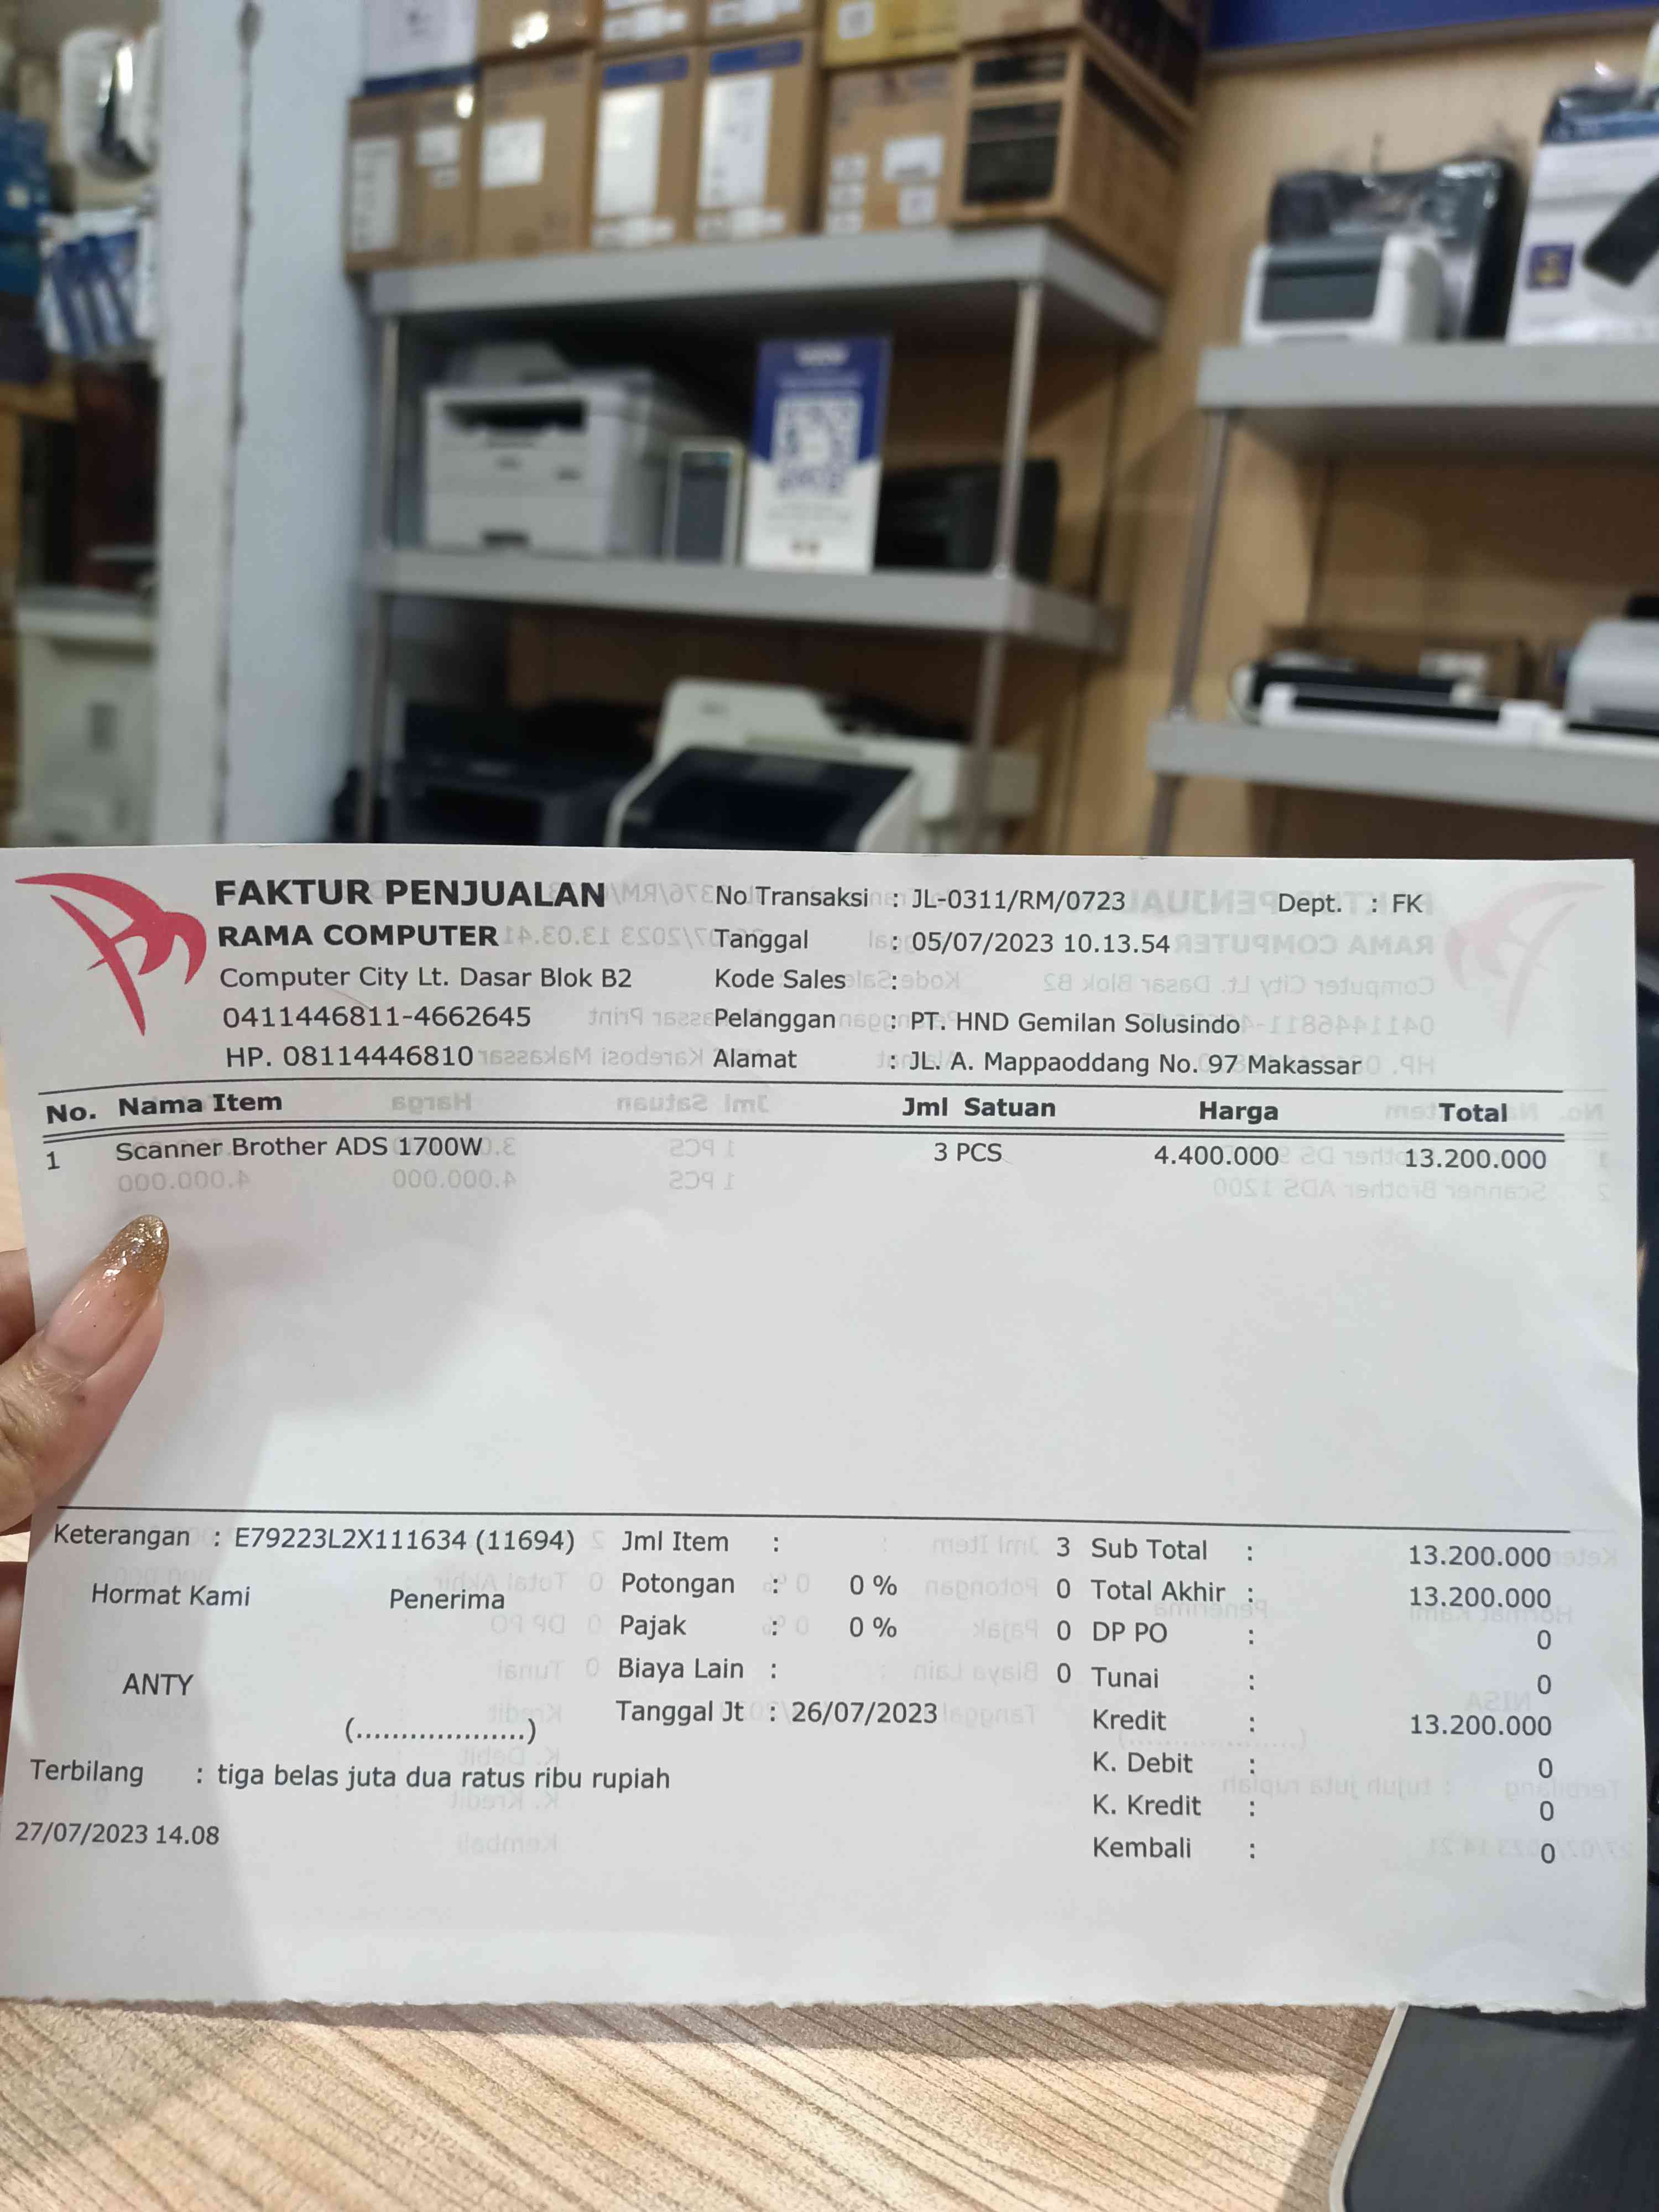 FAKTUR PENJUALAN
RAMA COMPUTER
Computer City Lt. Dasar Blok B2
0411446811-4662645
HP. 08114446810
No Transaksi : JL-0311/RM/0723 Dept. : FK
Tanggal : 05/07/2023 10.13.54
Kode Sales :
Pelanggan : PT. HND Gemilan Solusindo
Alamat : JL. A. Mappaoddang No. 97 Makassar
No. Nama Item Jml Satuan Harga Total
1 Scanner Brother ADS 1700W 3 PCS 4.400.000 13.200.000
Keterangan : E79223L2X111634 (11694)
Hormat Kami Penerima
ANTY
(...................)
Jml Item : 3
Potongan : 0 % 0
Pajak : 0 % 0
Biaya Lain : 0
Tanggal Jt : 26/07/2023
Sub Total : 13.200.000
Total Akhir : 13.200.000
DP PO : 0
Tunai : 0
Kredit : 13.200.000
K. Debit : 0
K. Kredit : 0
Kembali : 0
Terbilang : tiga belas juta dua ratus ribu rupiah
27/07/2023 14.08